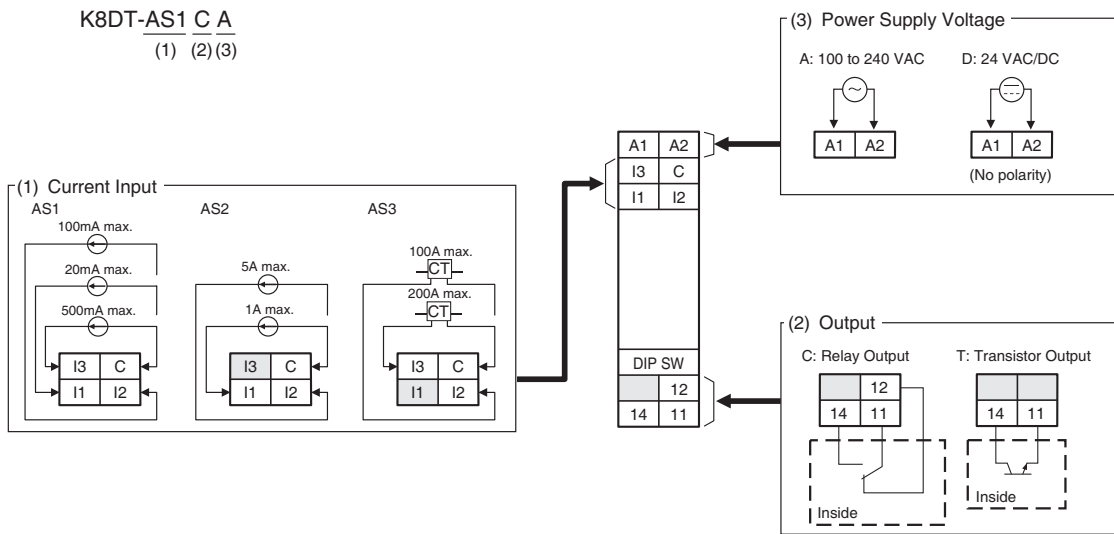 K8DT-AS1 C A
(1) (2) (3)
(1) Current Input
AS1 AS2 AS3
100mA max.
20mA max.
500mA max.
I3 C
I1 I2
5A max.
1A max.
I3 C
I1 I2
100A max.
CT
200A max.
CT
I3 C
I1 I2
A1 A2
I3 C
I1 I2
DIP SW
12
14 11
(3) Power Supply Voltage
A: 100 to 240 VAC
A1 A2
D: 24 VAC/DC
A1 A2
(No polarity)
(2) Output
C: Relay Output
12
14 11
Inside
T: Transistor Output
14 11
Inside